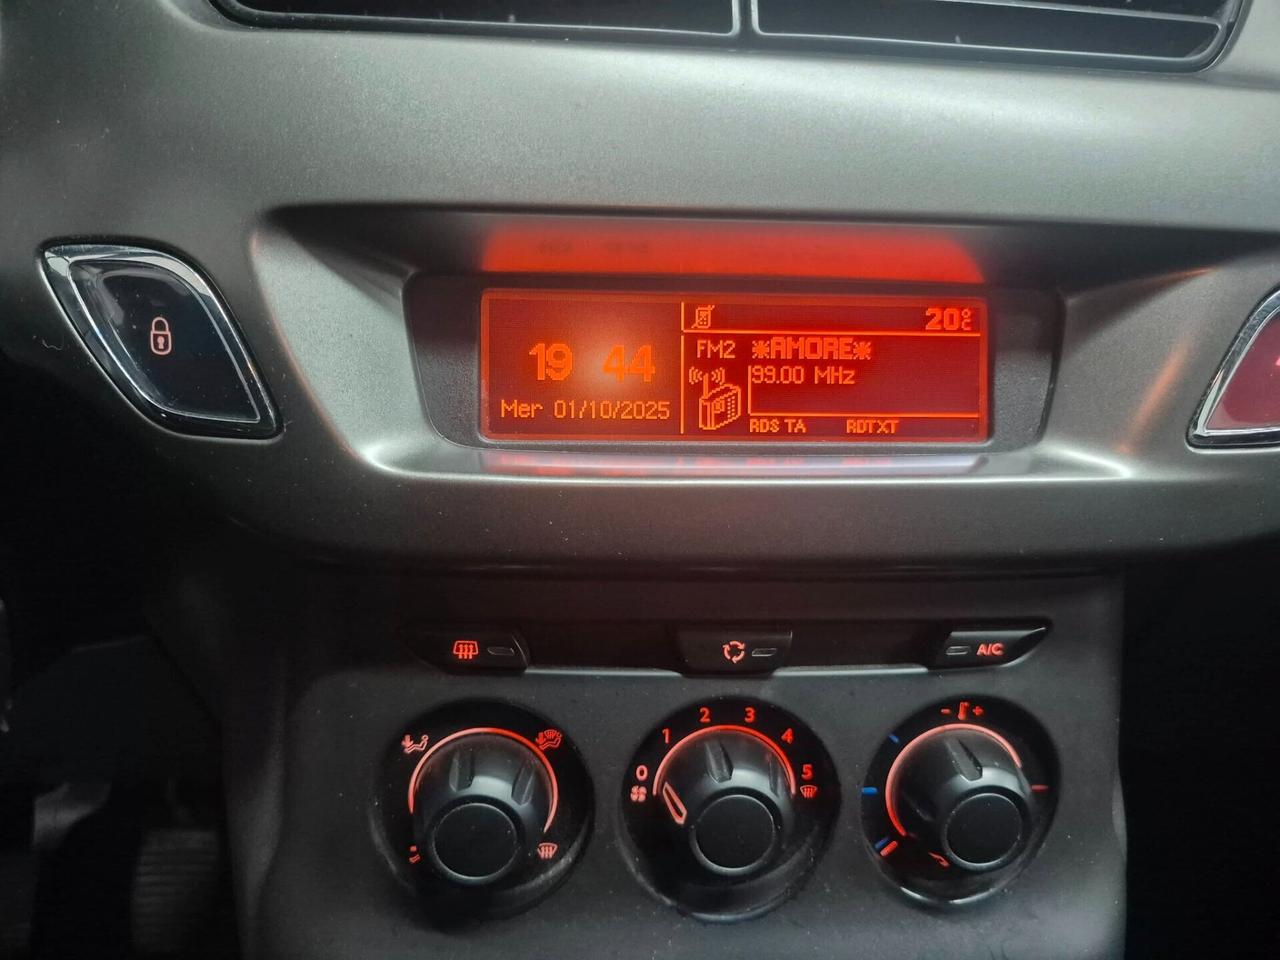 20°C
19 44
FM2 *AMORE*
99.00 MHz
Mer 01/10/2025
RDS TA RDTXT
A/C
0 1 2 3 4 5
- +